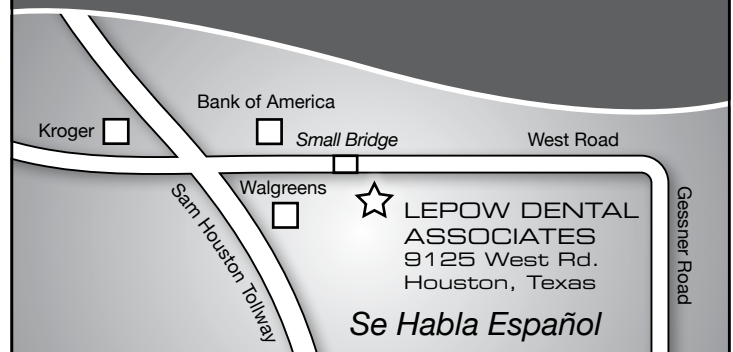 Bank of America
Kroger
Small Bridge
West Road
Walgreens
Sam Houston Tollway
LEPOW DENTAL
ASSOCIATES
9125 West Rd.
Houston, Texas
Gessner Road
Se Habla Español